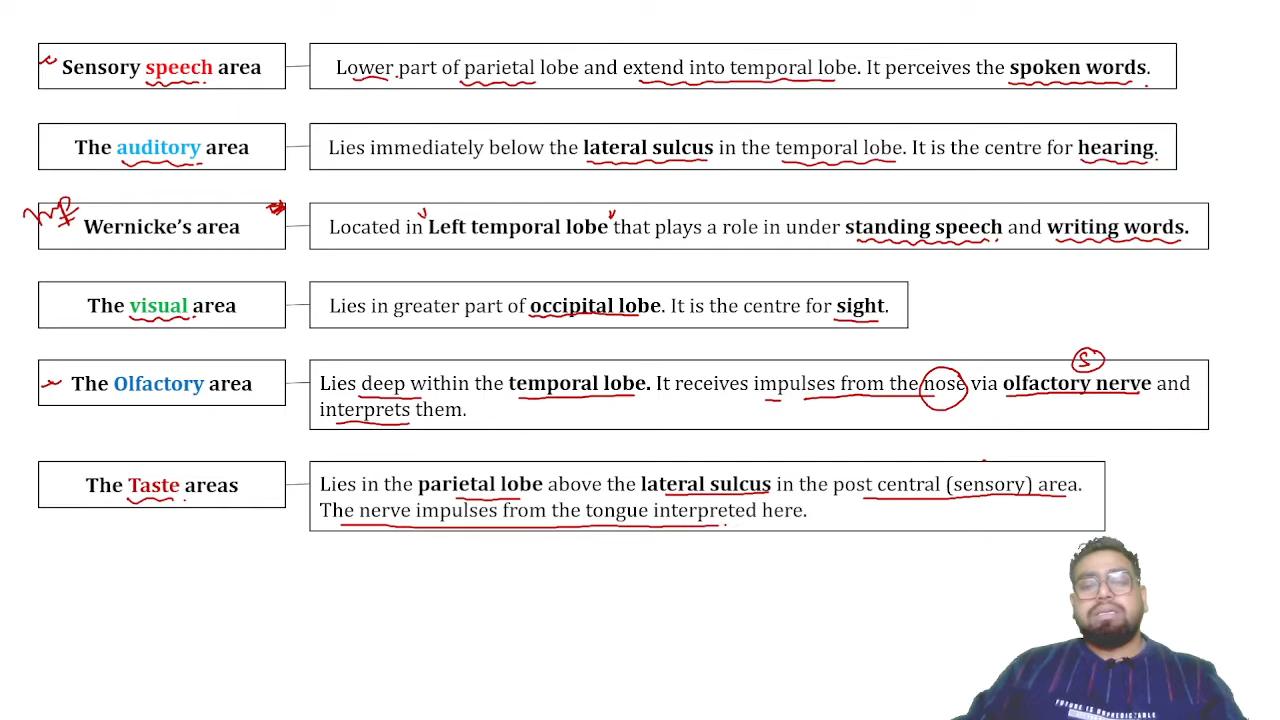 Sensory speech area
Lower part of parietal lobe and extend into temporal lobe. It perceives the spoken words.
The auditory area
Lies immediately below the lateral sulcus in the temporal lobe. It is the centre for hearing.
Imp
Wernicke's area
Located in Left temporal lobe that plays a role in under standing speech and writing words.
The visual area
Lies in greater part of occipital lobe. It is the centre for sight.
S
The Olfactory area
Lies deep within the temporal lobe. It receives impulses from the nose via olfactory nerve and
interprets them.
The Taste areas
Lies in the parietal lobe above the lateral sulcus in the post central (sensory) area.
The nerve impulses from the tongue interpreted here.
FUTURE IS UNPREDICTABLE